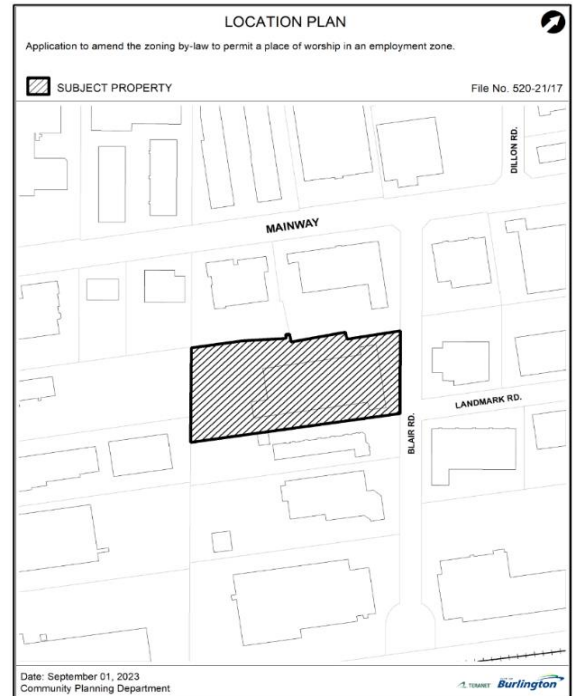 LOCATION PLAN
Application to amend the zoning by-law to permit a place of worship in an employment zone.
SUBJECT PROPERTY
File No. 520-21/17
DILLON RD.
MAINWAY
LANDMARK RD.
BLAIR RD.
Date: September 01, 2023
Community Planning Department
TERANET
Burlington